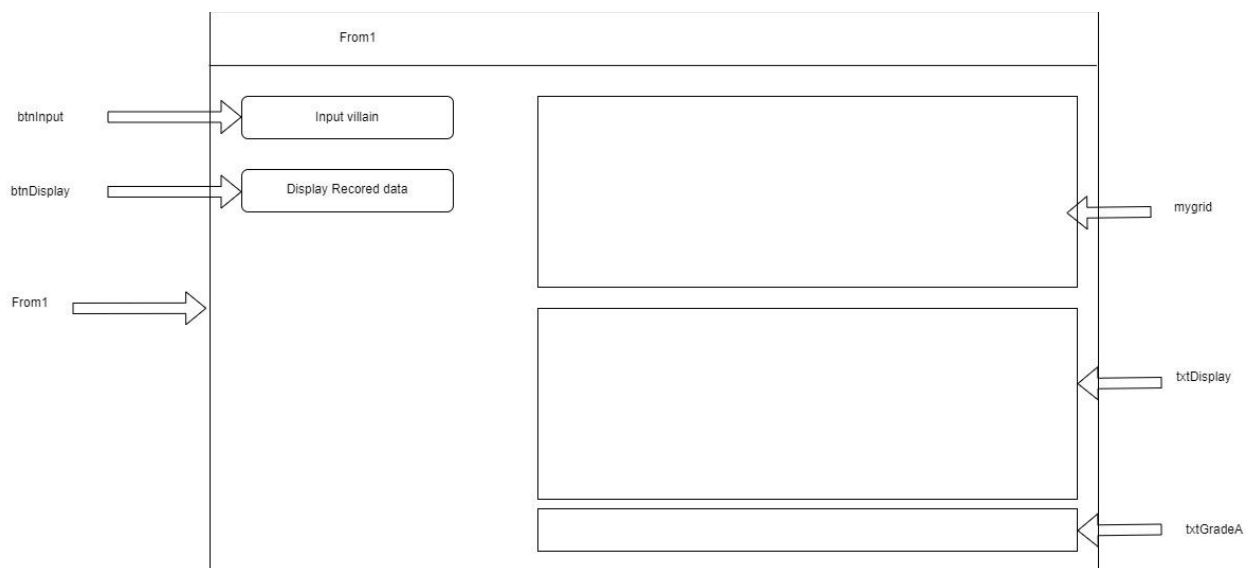 From1
btnInput
Input villain
btnDisplay
Display Recored data
mygrid
From1
txtDisplay
txtGradeA